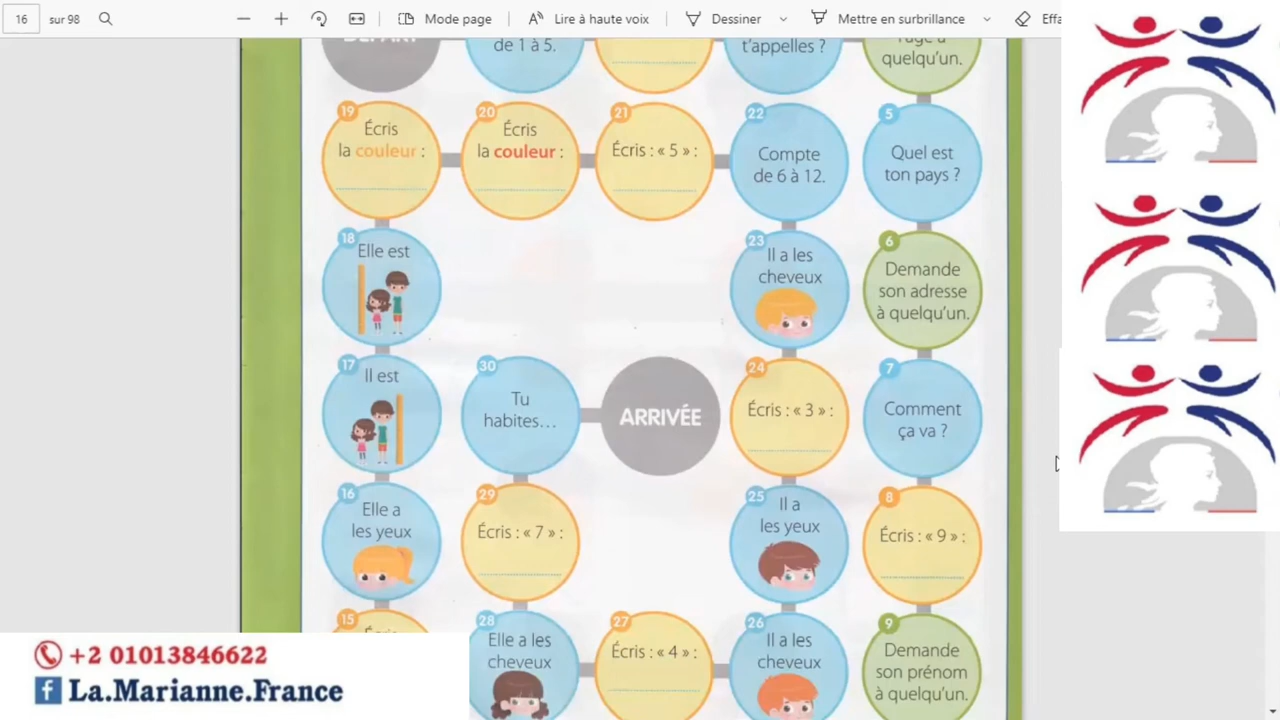 16 sur 98 Mode page Lire à haute voix Dessiner Mettre en surbrillance
DÉPART
de 1 à 5.
t'appelles ?
l'âge à
quelqu'un.
19
Écris
la couleur :
20
Écris
la couleur :
21
Écris : « 5 » :
22
Compte
de 6 à 12.
5
Quel est
ton pays ?
18
Elle est
23
Il a les
cheveux
6
Demande
son adresse
à quelqu'un.
17
Il est
30
Tu
habites...
ARRIVÉE
24
Écris : « 3 » :
7
Comment
ça va ?
16
Elle a
les yeux
29
Écris : « 7 » :
25
Il a
les yeux
8
Écris : « 9 » :
15
Écris
28
Elle a les
cheveux
27
Écris : « 4 » :
26
Il a les
cheveux
9
Demande
son prénom
à quelqu'un.
+2 01013846622
La.Marianne.France